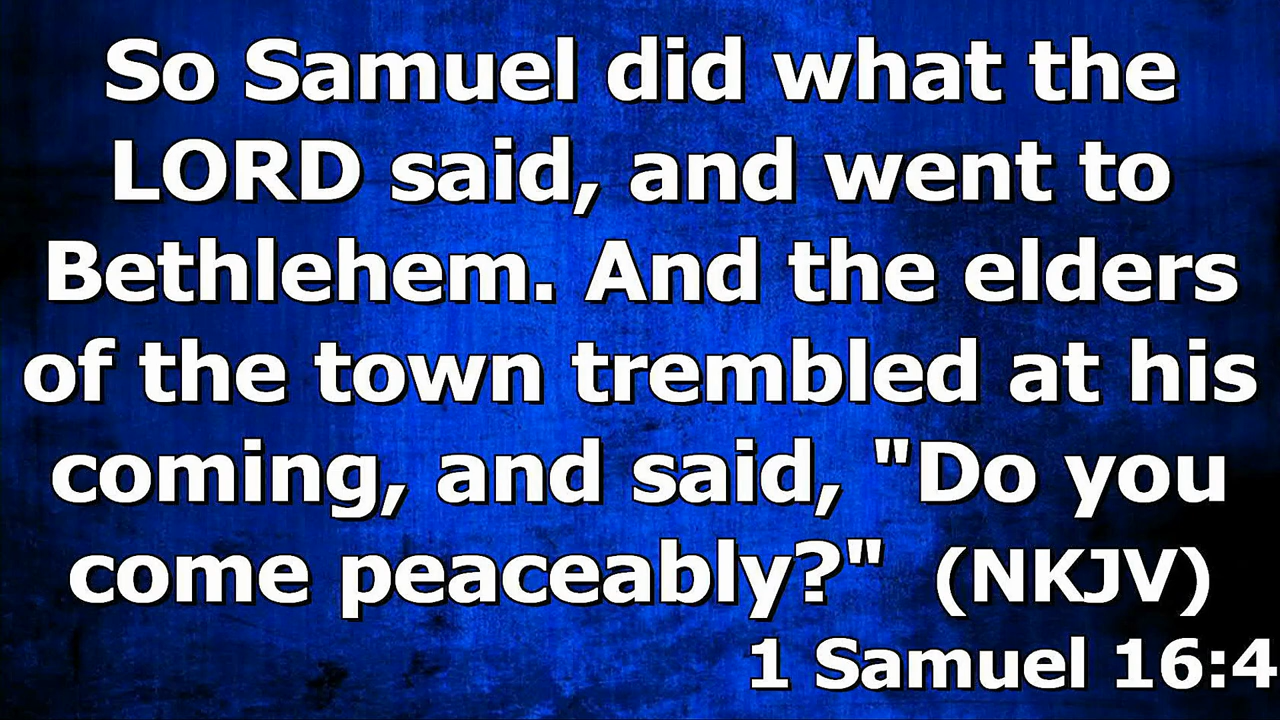 So Samuel did what the
LORD said, and went to
Bethlehem. And the elders
of the town trembled at his
coming, and said, "Do you
come peaceably?" (NKJV)
1 Samuel 16:4